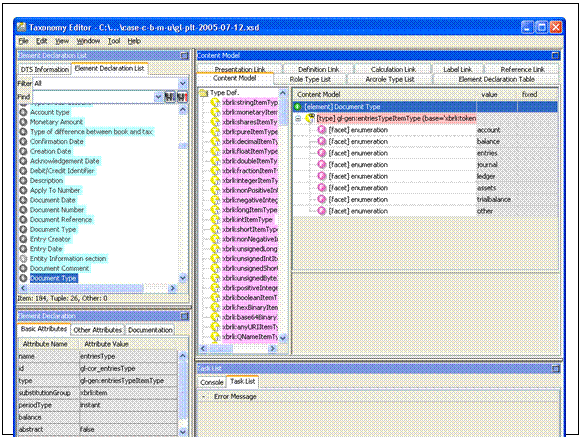 Taxonomy Editor - C:\...\case-c-b-m-u\gl-plt-2005-07-12.xsd
File Edit View Window Tool Help
Element Declaration List
DTS Information Element Declaration List
Filter All
Find
Account type
Monetary Amount
Type of difference between book and tax
Confirmation Date
Creation Date
Acknowledgement Date
Debit/Credit Identifier
Description
Apply To Number
Document Date
Document Number
Document Reference
Document Type
Entry Creator
Entry Date
Entity Information section
Document Comment
Document Type
Item: 184, Tuple: 26, Other: 0
Element Declaration
Basic Attributes Other Attributes Documentation
Attribute Name Attribute Value
name entriesType
id gl-cor_entriesType
type gl-gen:entriesTypeItemType
substitutionGroup xbrli:item
periodType instant
balance
abstract false
Content Model
Presentation Link Definition Link Calculation Link Label Link Reference Link
Content Model Role Type List Arcrole Type List Element Declaration Table
Type Def.
xbrli:stringItemTyp
xbrli:monetaryItem
xbrli:sharesItemTy
xbrli:pureItemType
xbrli:decimalItemTy
xbrli:floatItemType
xbrli:doubleItemTy
xbrli:fractionItemT
xbrli:integerItemTy
xbrli:nonPositiveInt
xbrli:negativeInteg
xbrli:longItemType
xbrli:intItemType
xbrli:shortItemType
xbrli:nonNegativeIn
xbrli:unsignedLong
xbrli:unsignedIntIt
xbrli:unsignedShor
xbrli:unsignedByte
xbrli:positiveIntege
xbrli:booleanItemT
xbrli:hexBinaryItem
xbrli:base64Binary
xbrli:anyURIItemTy
xbrli:QNameItemTy
Content Model value fixed
[element] Document Type
[type] gl-gen:entriesTypeItemType (base='xbrli:token
[facet] enumeration account
[facet] enumeration balance
[facet] enumeration entries
[facet] enumeration journal
[facet] enumeration ledger
[facet] enumeration assets
[facet] enumeration trialbalance
[facet] enumeration other
Task List
Console Task List
- Error Message